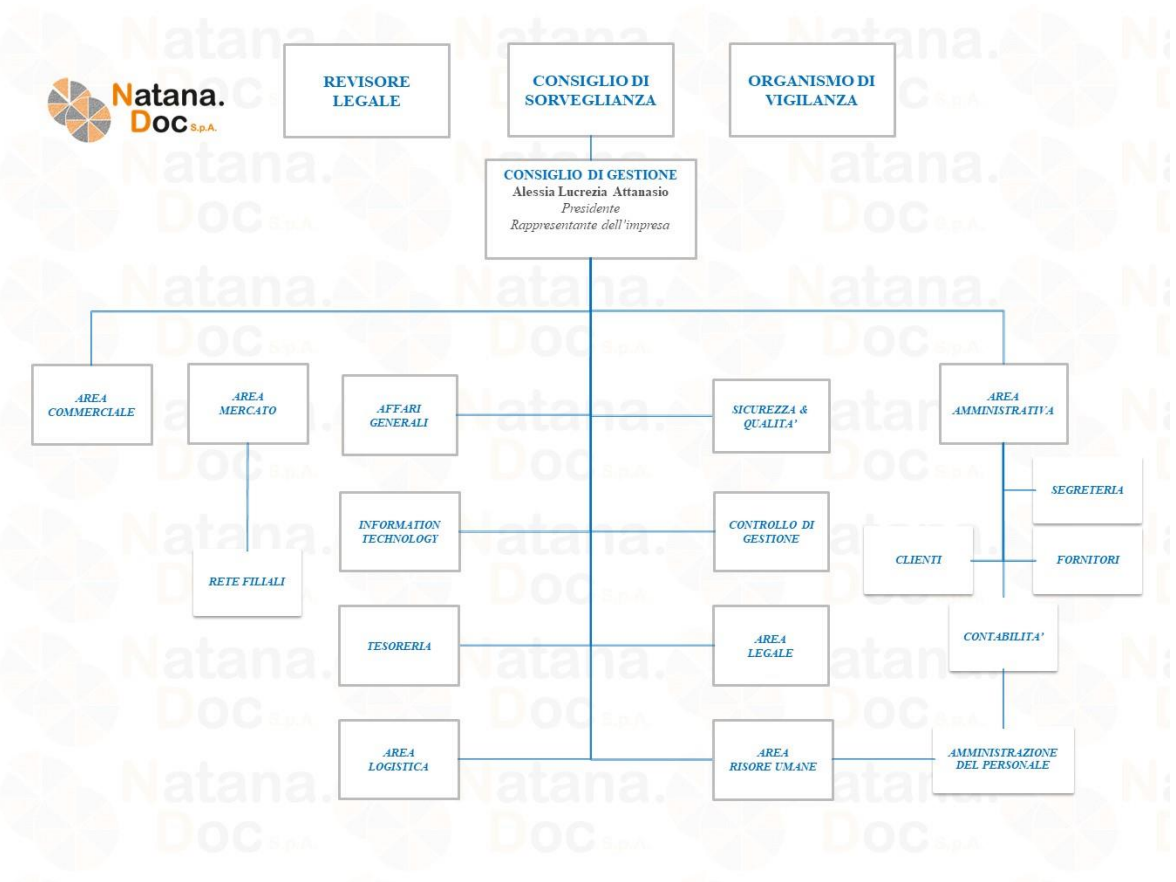 Natana.
Doc S.p.A.
REVISORE
LEGALE
CONSIGLIO DI
SORVEGLIANZA
ORGANISMO DI
VIGILANZA
CONSIGLIO DI GESTIONE
Alessia Lucrezia Attanasio
Presidente
Rappresentante dell'impresa
AREA
COMMERCIALE
AREA
MERCATO
AFFARI
GENERALI
SICUREZZA &
QUALITA'
AREA
AMMINISTRATIVA
SEGRETERIA
INFORMATION
TECHNOLOGY
CONTROLLO DI
GESTIONE
CLIENTI
FORNITORI
RETE FILIALI
TESORERIA
AREA
LEGALE
CONTABILITA'
AREA
LOGISTICA
AREA
RISORE UMANE
AMMINISTRAZIONE
DEL PERSONALE